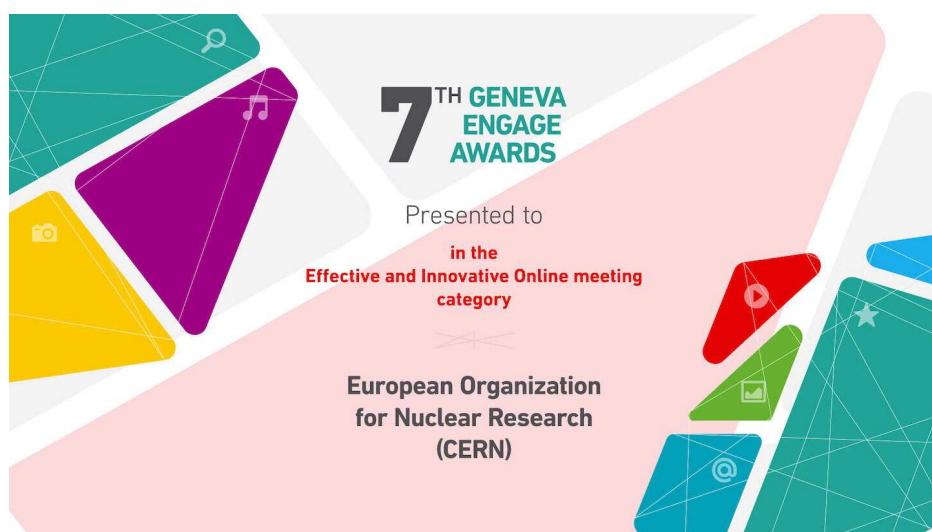 7TH GENEVA
ENGAGE
AWARDS
Presented to
in the
Effective and Innovative Online meeting
category
European Organization
for Nuclear Research
(CERN)
@